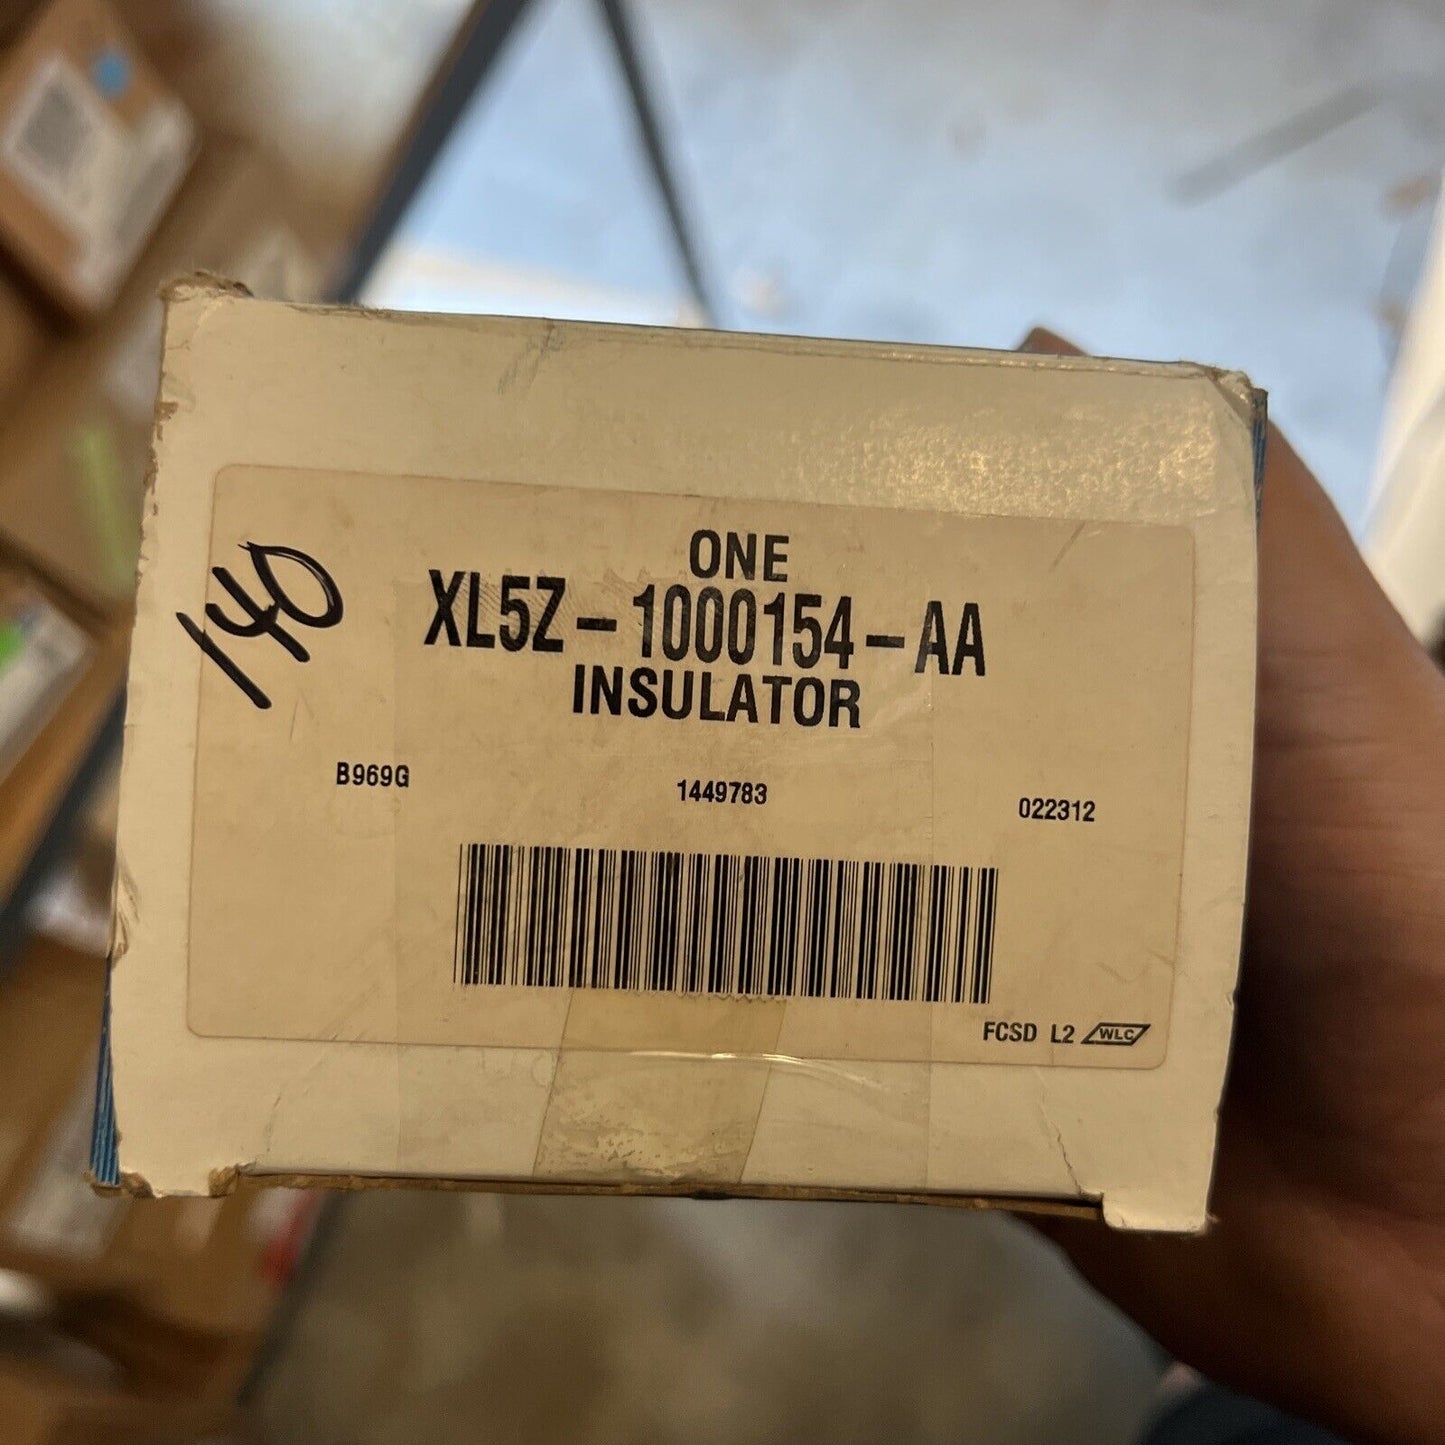 140
ONE
XL5Z-1000154-AA
INSULATOR
B969G 1449783 022312
FCSD L2 WLC